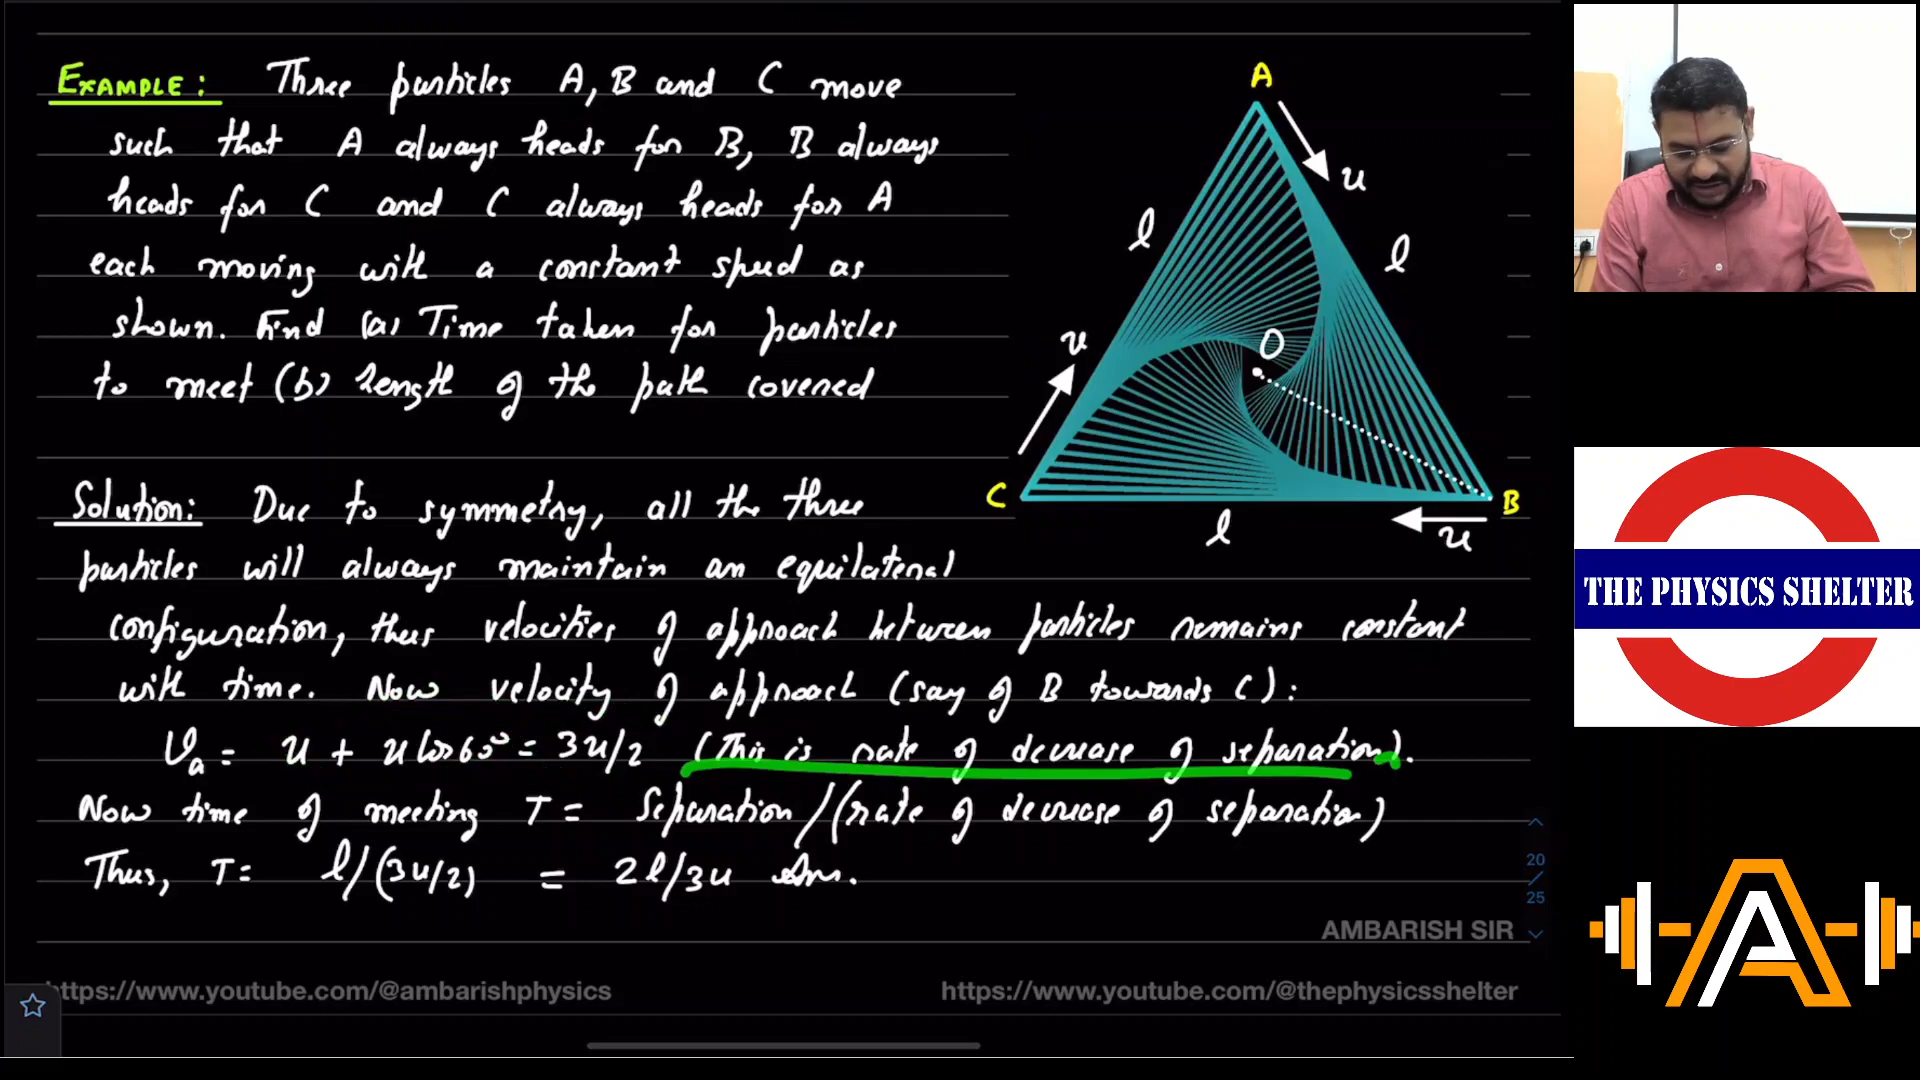 EXAMPLE: Three particles A, B and C move
such that A always heads for B, B always
heads for C and C always heads for A
each moving with a constant speed as
shown. Find (a) Time taken for particles
to meet (b) length of the path covered
A
u
l
l
u
O
C
B
l
u
Solution: Due to symmetry, all the three
particles will always maintain an equilateral
configuration, thus velocities of approach between particles remains constant
with time. Now velocity of approach (say of B towards C):
Va = u + u cos60° = 3u/2 (This is rate of decrease of separation).
Now time of meeting T = Separation/(rate of decrease of separation)
Thus, T = l/(3u/2) = 2l/3u Ans.
20
/
25
AMBARISH SIR
https://www.youtube.com/@ambarishphysics
https://www.youtube.com/@thephysicsshelter
THE PHYSICS SHELTER
A